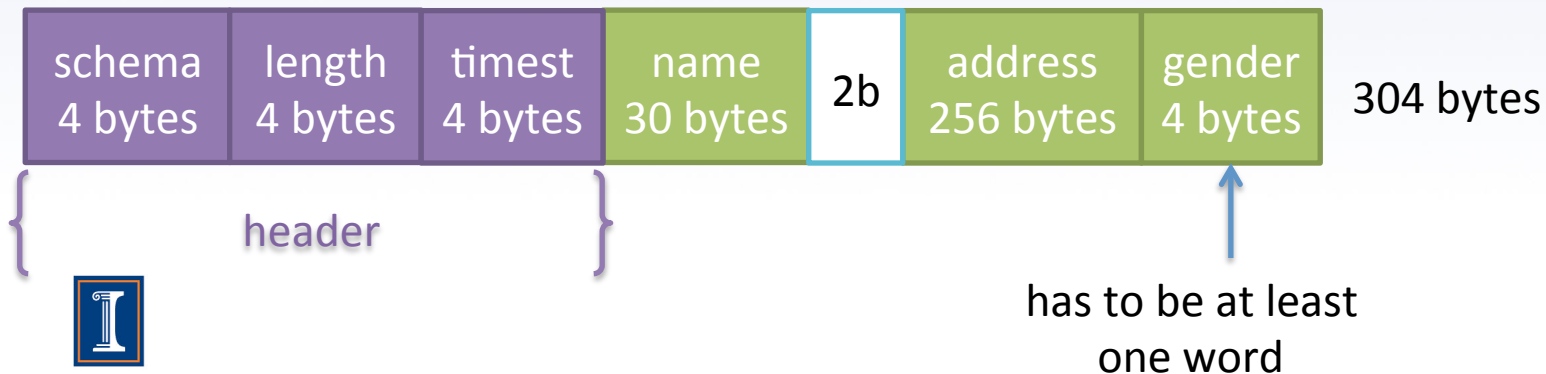 schema
4 bytes
length
4 bytes
timest
4 bytes
name
30 bytes
2b
address
256 bytes
gender
4 bytes
304 bytes
header
I
has to be at least
one word